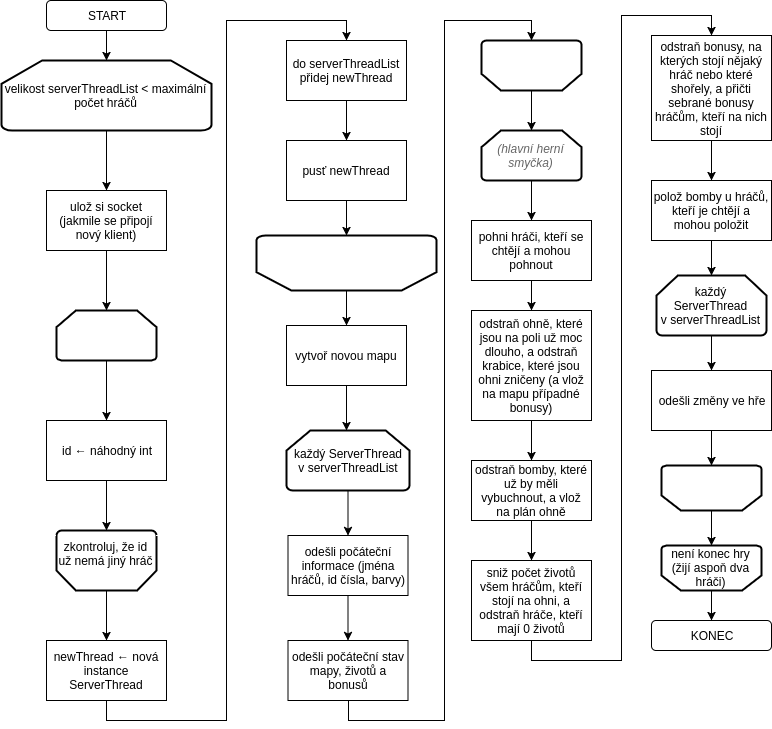 START
velikost serverThreadList < maximální
počet hráčů
ulož si socket
(jakmile se připojí
nový klient)
id ← náhodný int
zkontroluj, že id
už nemá jiný hráč
newThread ← nová
instance
ServerThread
do serverThreadList
přidej newThread
pusť newThread
vytvoř novou mapu
každý ServerThread
v serverThreadList
odešli počáteční
informace (jména
hráčů, id čísla, barvy)
odešli počáteční stav
mapy, životů a
bonusů
(hlavní herní
smyčka)
pohni hráči, kteří se
chtějí a mohou
pohnout
odstraň ohně, které
jsou na poli už moc
dlouho, a odstraň
krabice, které jsou
ohni zničeny (a vlož
na mapu případné
bonusy)
odstraň bomby, které
už by měli
vybuchnout, a vlož
na plán ohně
sniž počet životů
všem hráčům, kteří
stojí na ohni, a
odstraň hráče, kteří
mají 0 životů
odstraň bonusy, na
kterých stojí nějaký
hráč nebo které
shořely, a přičti
sebrané bonusy
hráčům, kteří na nich
stojí
polož bomby u hráčů,
kteří je chtějí a
mohou položit
každý
ServerThread
v serverThreadList
odešli změny ve hře
není konec hry
(žijí aspoň dva
hráči)
KONEC